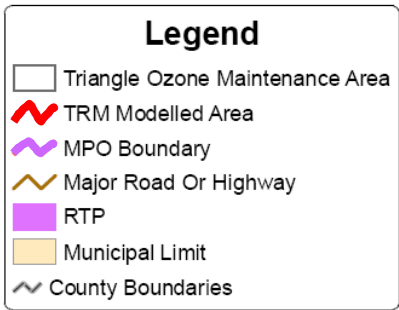 Legend
Triangle Ozone Maintenance Area
TRM Modelled Area
MPO Boundary
Major Road Or Highway
RTP
Municipal Limit
County Boundaries